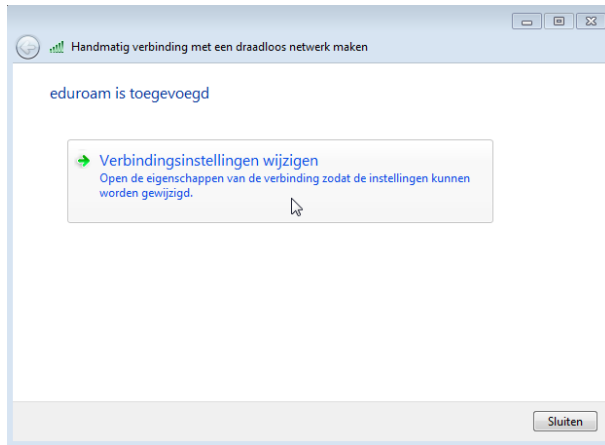 Handmatig verbinding met een draadloos netwerk maken
eduroam is toegevoegd
Verbindingsinstellingen wijzigen
Open de eigenschappen van de verbinding zodat de instellingen kunnen
worden gewijzigd.
Sluiten